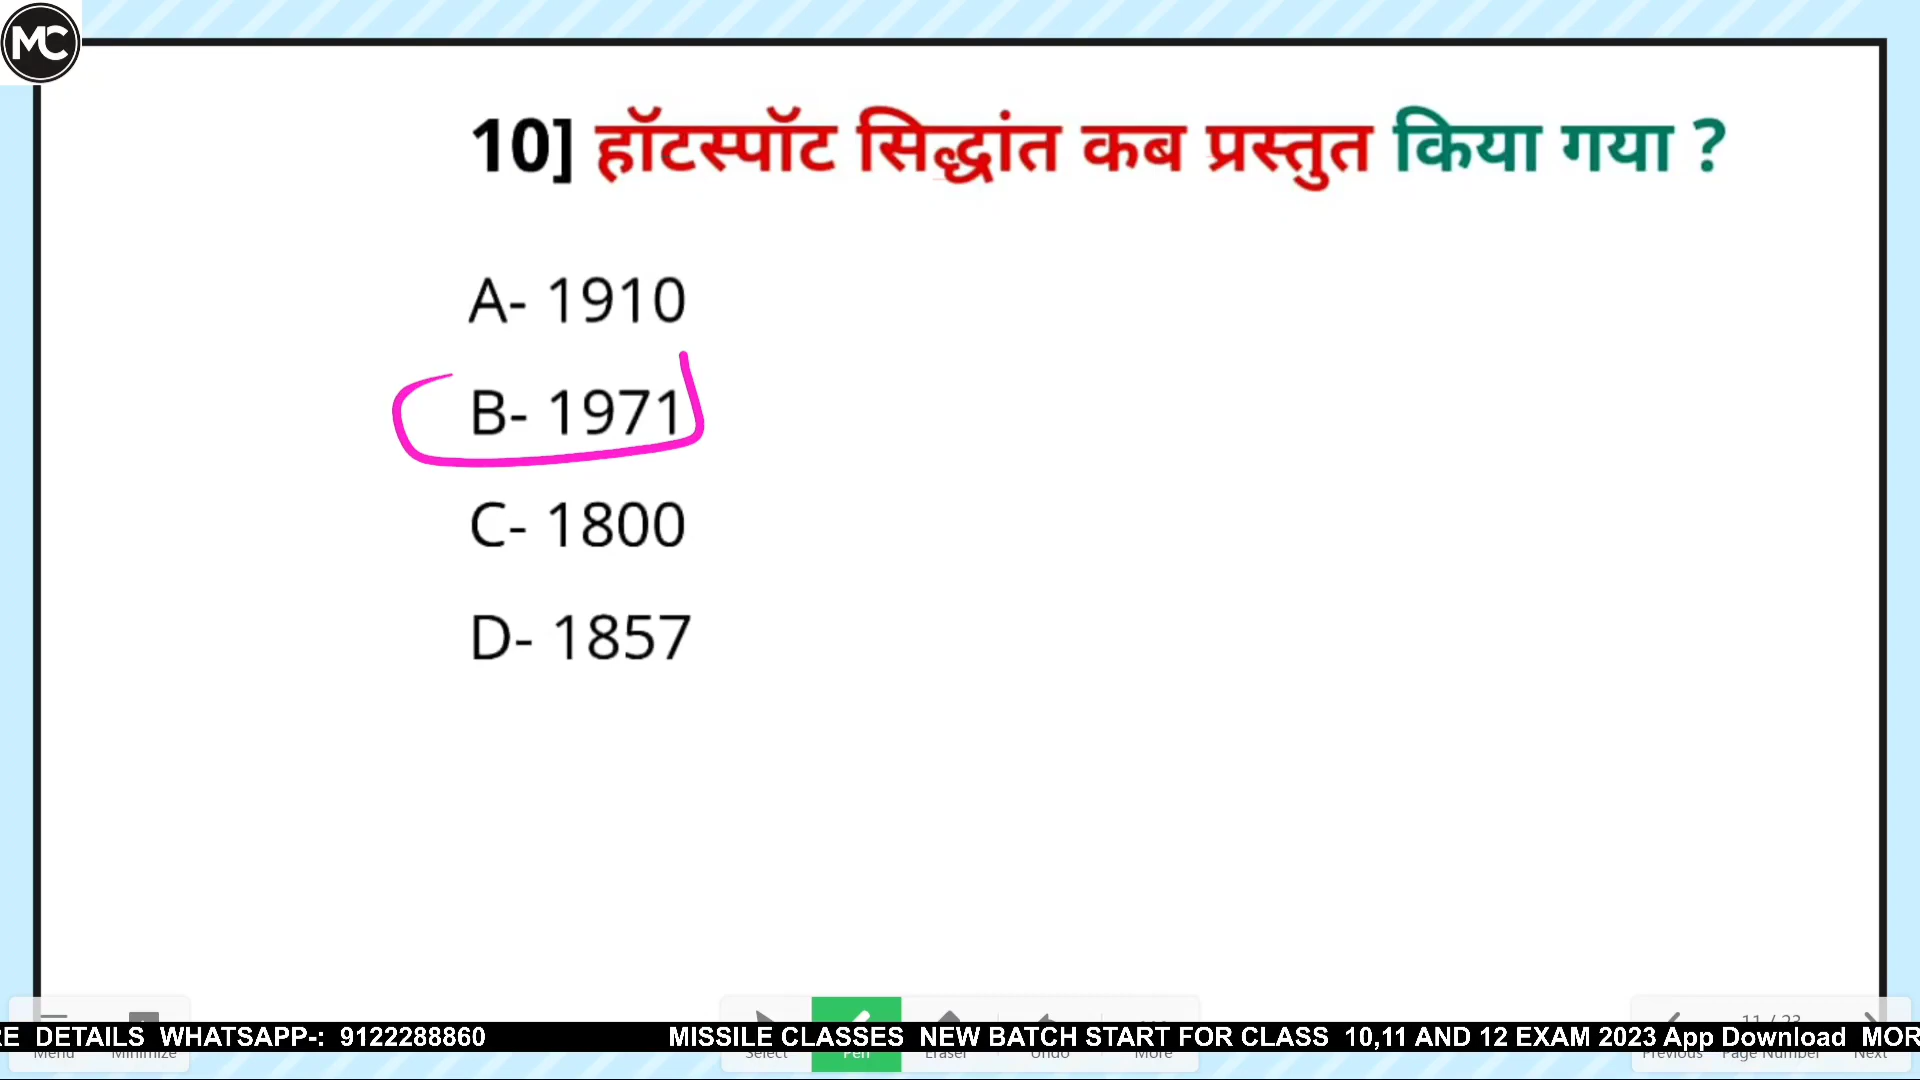 MC
10] हॉटस्पॉट सिद्धांत कब प्रस्तुत किया गया ?
A- 1910
B- 1971
C- 1800
D- 1857
11 / 23
RE DETAILS WHATSAPP-: 9122288860 MISSILE CLASSES NEW BATCH START FOR CLASS 10,11 AND 12 EXAM 2023 App Download MOR
Menu Minimize Select Pen Eraser Undo More Previous Page Number Next